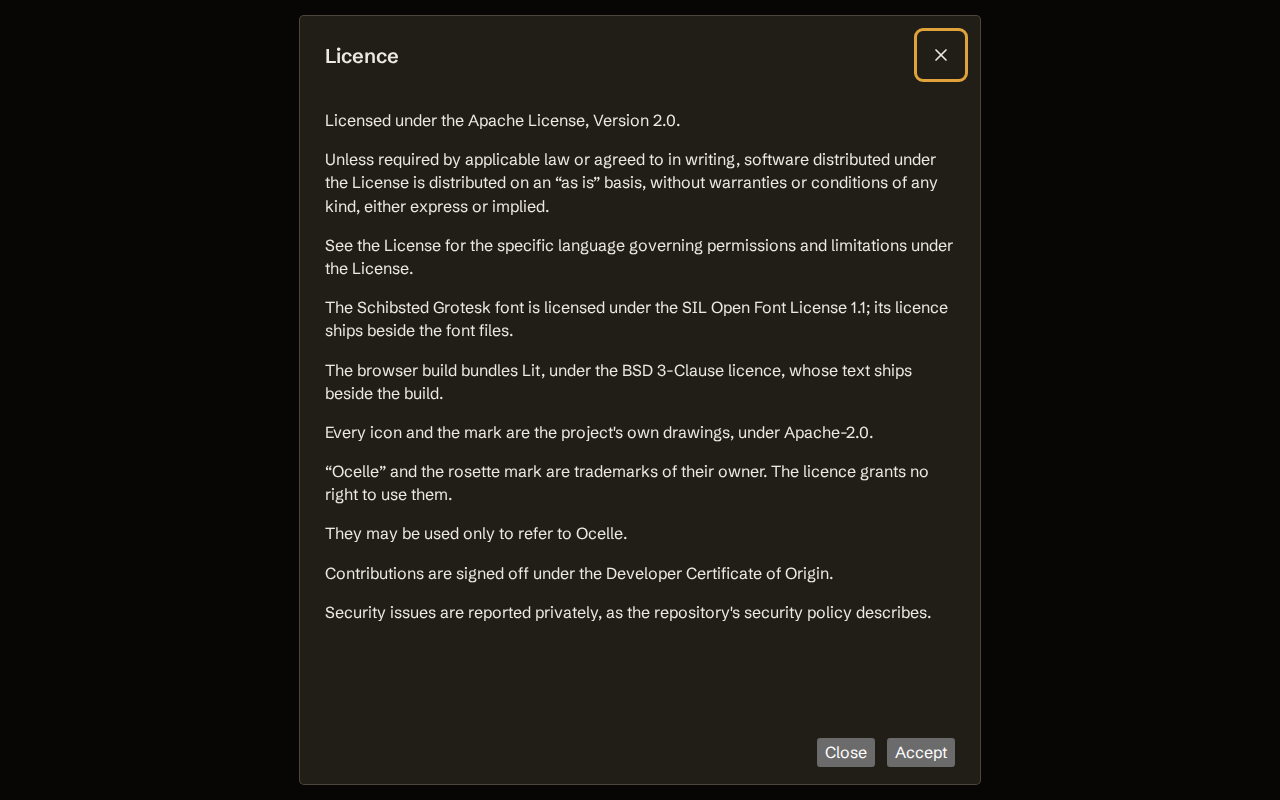 Licence
Licensed under the Apache License, Version 2.0.
Unless required by applicable law or agreed to in writing, software distributed under
the License is distributed on an “as is” basis, without warranties or conditions of any
kind, either express or implied.
See the License for the specific language governing permissions and limitations under
the License.
The Schibsted Grotesk font is licensed under the SIL Open Font License 1.1; its licence
ships beside the font files.
The browser build bundles Lit, under the BSD 3-Clause licence, whose text ships
beside the build.
Every icon and the mark are the project's own drawings, under Apache-2.0.
“Ocelle” and the rosette mark are trademarks of their owner. The licence grants no
right to use them.
They may be used only to refer to Ocelle.
Contributions are signed off under the Developer Certificate of Origin.
Security issues are reported privately, as the repository's security policy describes.
Close Accept